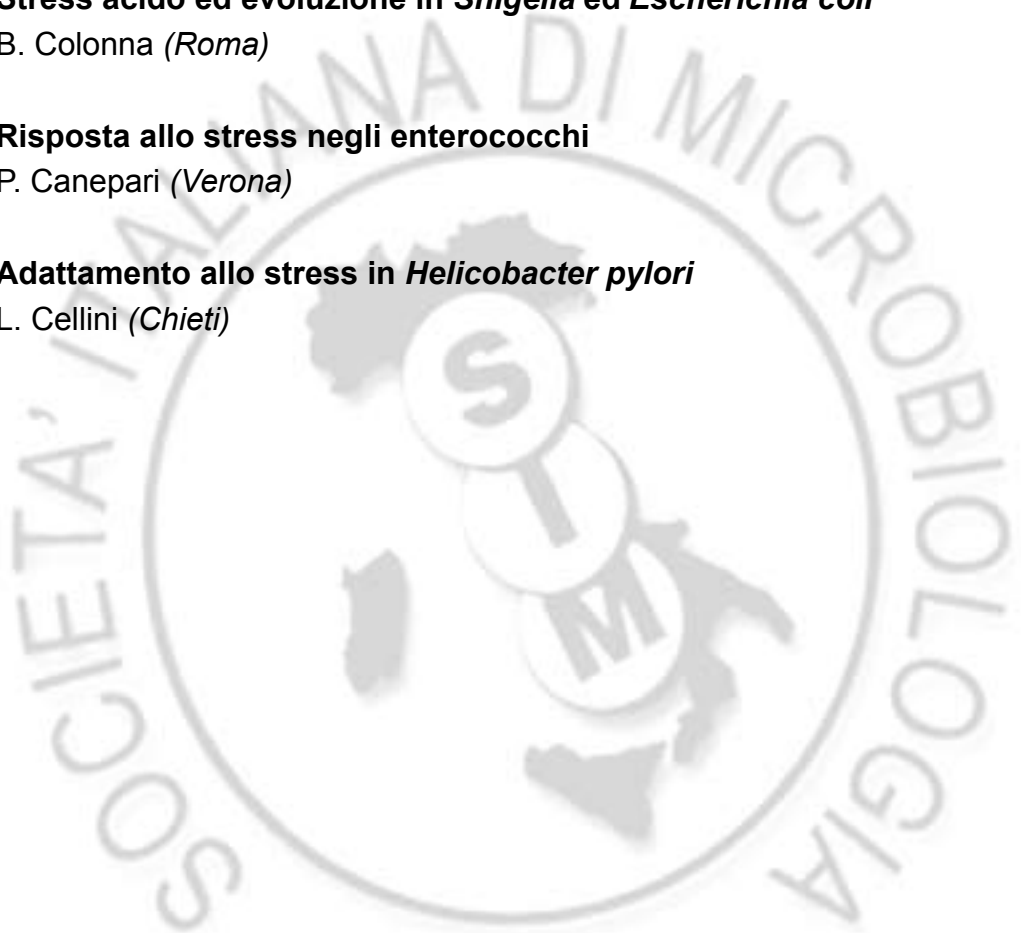 Stress acido ed evoluzione in Shigella ed Escherichia coli
B. Colonna (Roma)
Risposta allo stress negli enterococchi
P. Canepari (Verona)
Adattamento allo stress in Helicobacter pylori
L. Cellini (Chieti)
SOCIETA' ITALIANA DI MICROBIOLOGIA
S
I
M